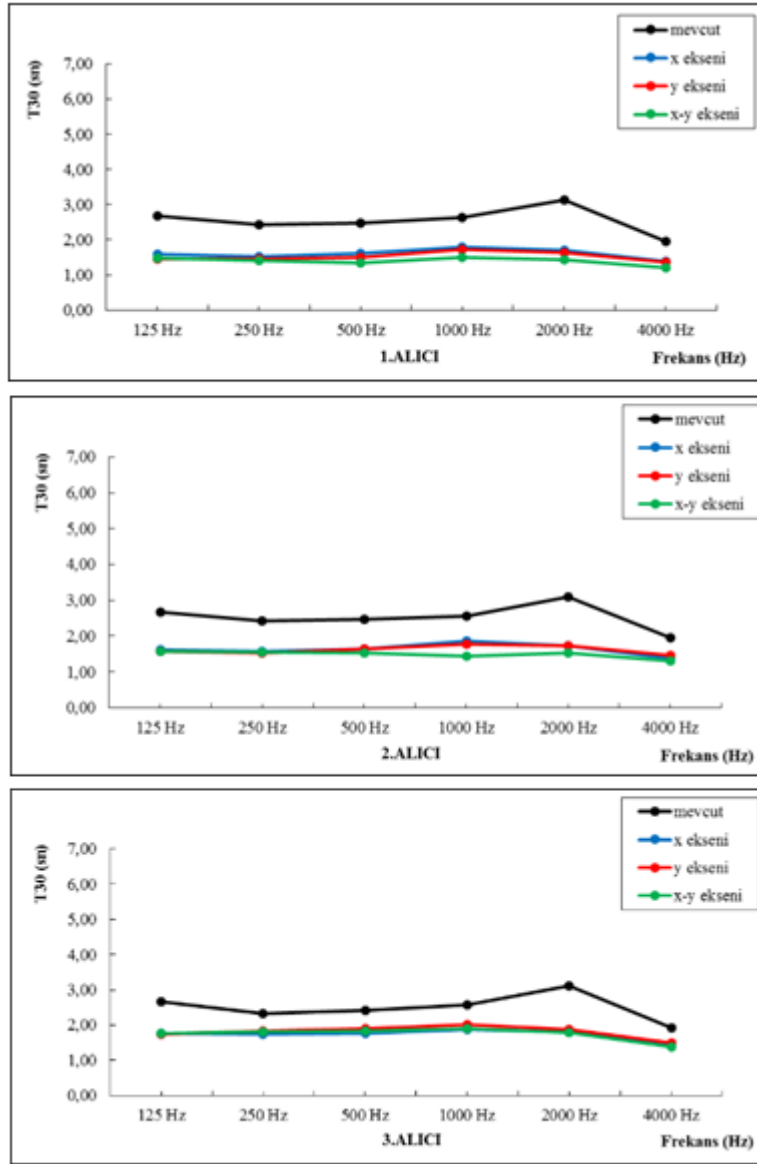 mevcut
x ekseni
y ekseni
x-y ekseni
T30 (sn)
7,00
6,00
5,00
4,00
3,00
2,00
1,00
0,00
125 Hz 250 Hz 500 Hz 1000 Hz 2000 Hz 4000 Hz
1.ALICI Frekans (Hz)
mevcut
x ekseni
y ekseni
x-y ekseni
T30 (sn)
7,00
6,00
5,00
4,00
3,00
2,00
1,00
0,00
125 Hz 250 Hz 500 Hz 1000 Hz 2000 Hz 4000 Hz
2.ALICI Frekans (Hz)
mevcut
x ekseni
y ekseni
x-y ekseni
T30 (sn)
7,00
6,00
5,00
4,00
3,00
2,00
1,00
0,00
125 Hz 250 Hz 500 Hz 1000 Hz 2000 Hz 4000 Hz
3.ALICI Frekans (Hz)